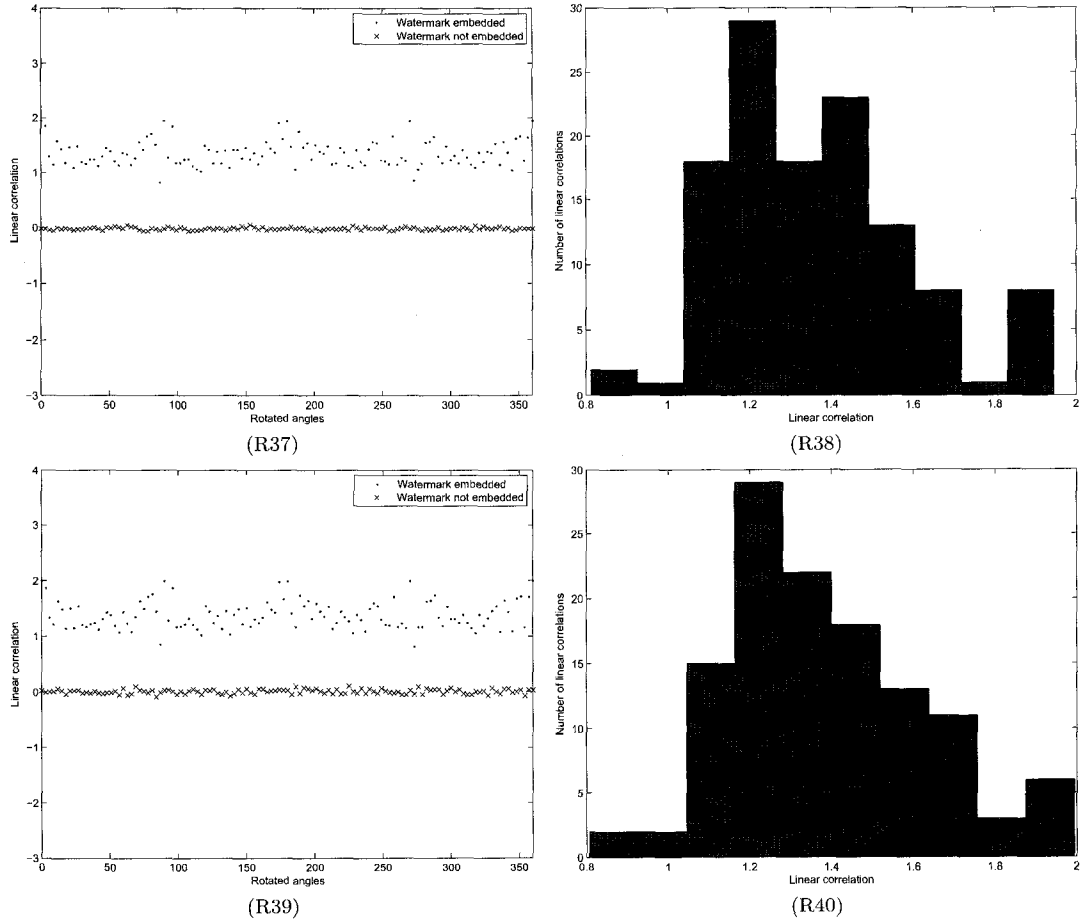 4
3
2
1
0
−1
−2
−3
Linear correlation
Watermark embedded
Watermark not embedded
0 50 100 150 200 250 300 350
Rotated angles
(R37)
30
25
20
15
10
5
0
Number of linear correlations
0.8 1 1.2 1.4 1.6 1.8 2
Linear correlation
(R38)
4
3
2
1
0
−1
−2
−3
Linear correlation
Watermark embedded
Watermark not embedded
0 50 100 150 200 250 300 350
Rotated angles
(R39)
30
25
20
15
10
5
0
Number of linear correlations
0.8 1 1.2 1.4 1.6 1.8 2
Linear correlation
(R40)